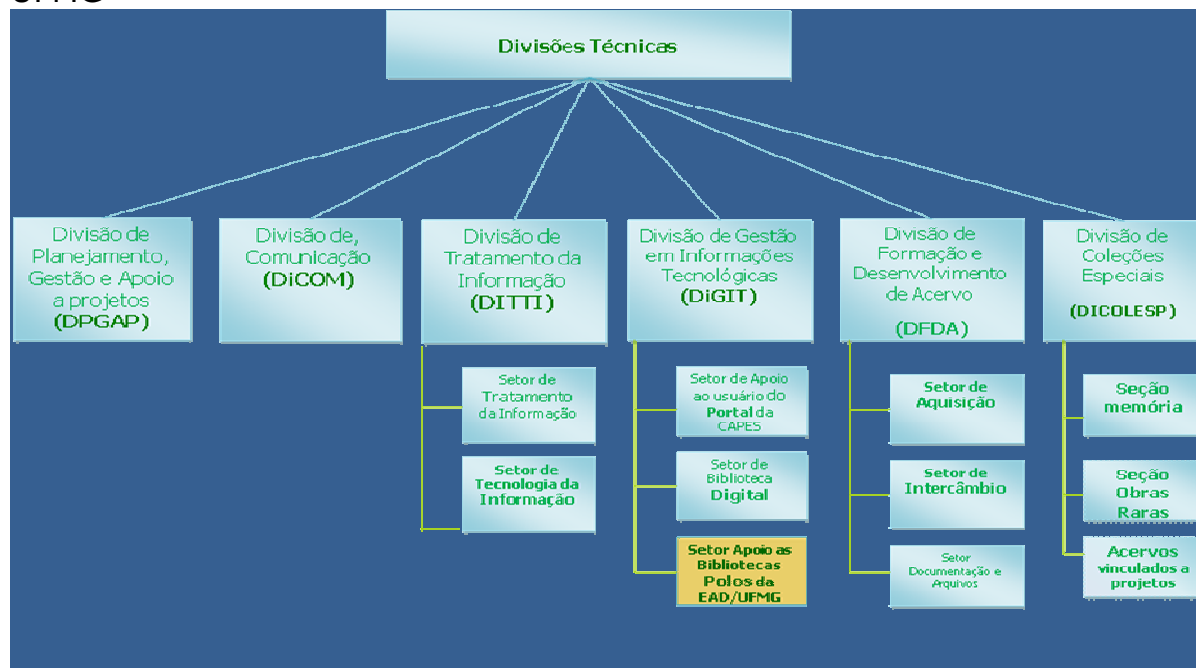 Divisões Técnicas
Divisão de
Planejamento,
Gestão e Apoio
a projetos
(DPGAP)
Divisão de,
Comunicação
(DiCOM)
Divisão de
Tratamento da
Informação
(DITTI)
Divisão de Gestão
em Informações
Tecnológicas
(DiGIT)
Divisão de
Formação e
Desenvolvimento
de Acervo
(DFDA)
Divisão de
Coleções
Especiais
(DICOLESP)
Setor de
Tratamento
da Informação
Setor de
Tecnologia da
Informação
Setor de Apoio
ao usuário do
Portal da
CAPES
Setor de
Biblioteca
Digital
Setor Apoio as
Bibliotecas
Polos da
EAD/UFMG
Setor de
Aquisição
Setor de
Intercâmbio
Setor
Documentação e
Arquivos
Seção
memória
Seção
Obras
Raras
Acervos
vinculados a
projetos